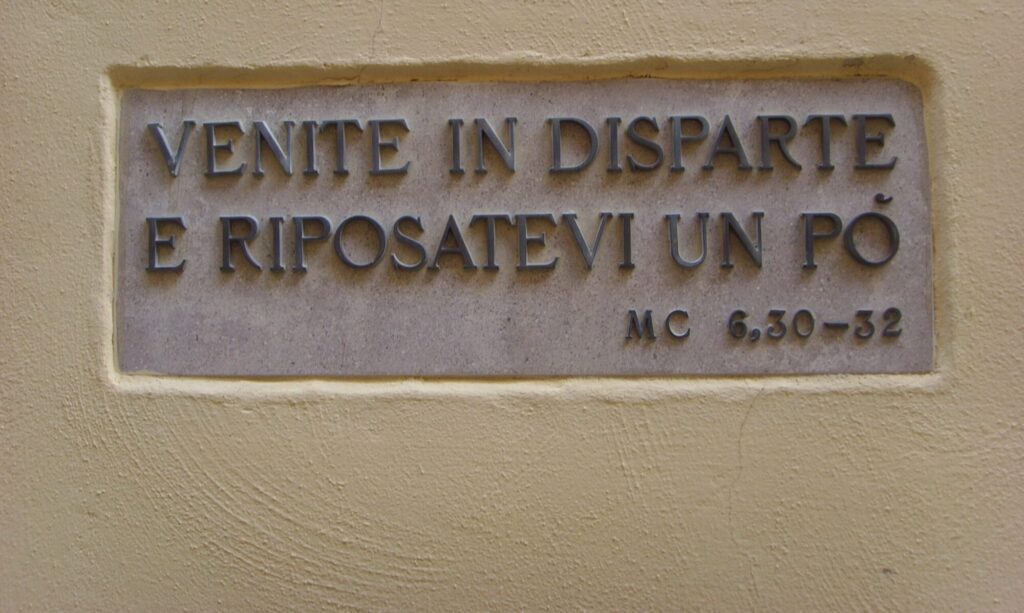 VENITE IN DISPARTE
E RIPOSATEVI UN PŎ
MC 6,30-32